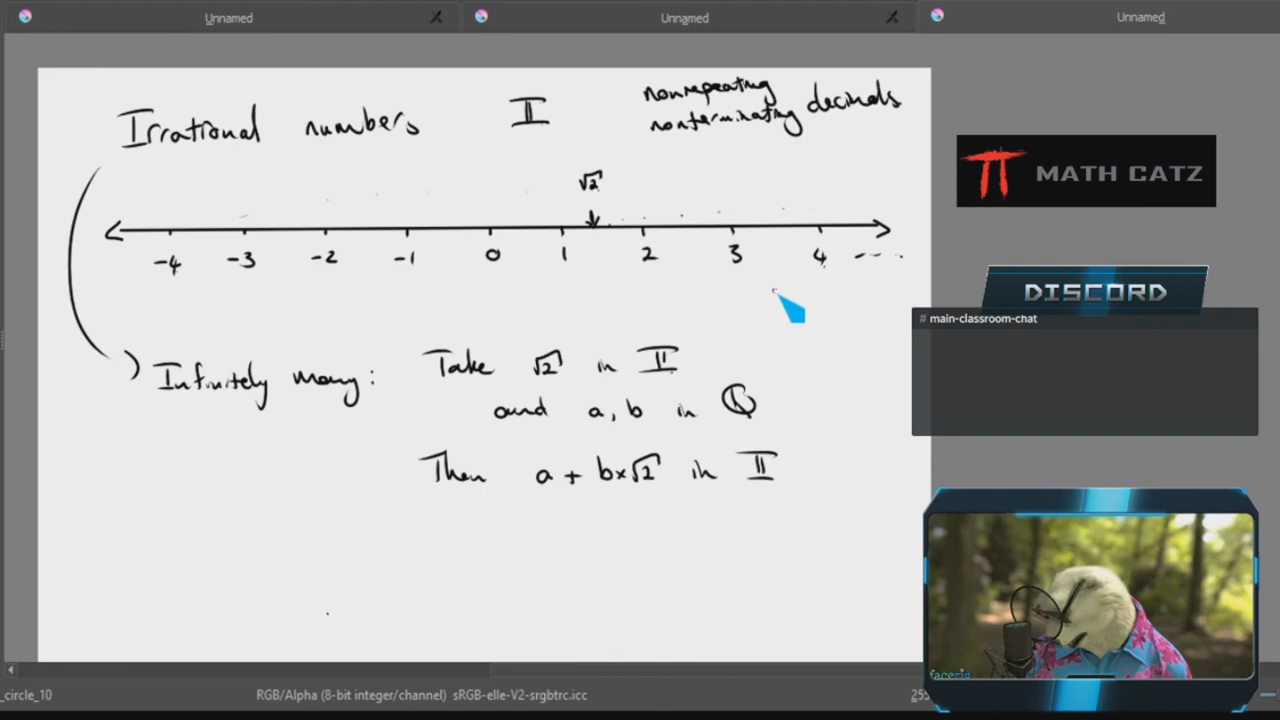 Unnamed Unnamed Unnamed
Irrational numbers 𝕀 nonrepeating
nonterminating decimals
√2
-4 -3 -2 -1 0 1 2 3 4 ....
Infinitely many: Take √2 in 𝕀
and a, b in ℚ
Then a + b×√2 in 𝕀
π MATH CATZ
DISCORD
# main-classroom-chat
facerig
_circle_10 RGB/Alpha (8-bit integer/channel) sRGB-elle-V2-srgbtrc.icc